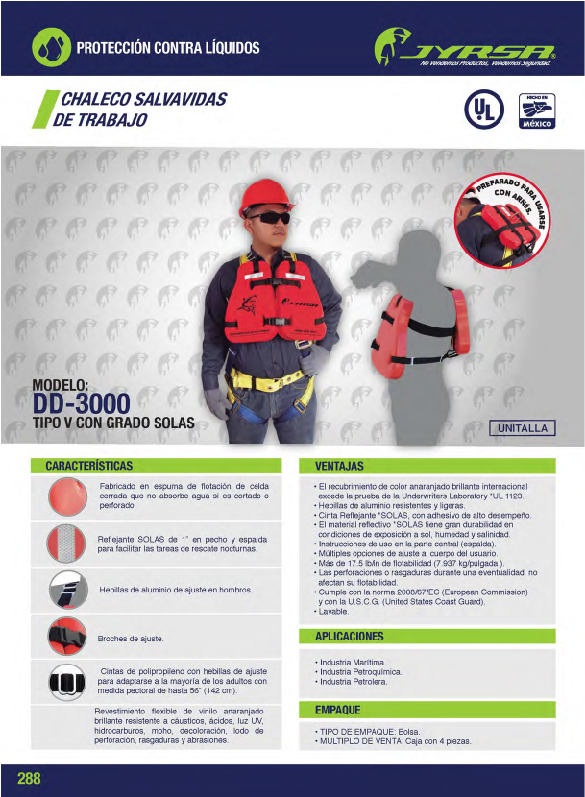 PROTECCIÓN CONTRA LÍQUIDOS
JYRSA®
No Vendemos Productos, Vendemos Seguridad.
CHALECO SALVAVIDAS
DE TRABAJO
UL
HECHO EN
MÉXICO
PREPARADO PARA USARSE
CON ARNÉS.
JYRSA
MODELO:
DD-3000
TIPO V CON GRADO SOLAS
UNITALLA
CARACTERÍSTICAS
Fabricado en espuma de flotación de celda
cerrada que no absorbe agua si es cortado o
perforado
Reflejante SOLAS de 1" en pecho y espalda
para facilitar las tareas de rescate nocturnas.
Hebillas de aluminio de ajuste en hombros.
Broches de ajuste.
Cintas de polipropileno con hebillas de ajuste
para adaptarse a la mayoría de los adultos con
medida pectoral de hasta 56" (142 cm).
Revestimiento flexible de vinilo anaranjado
brillante resistente a cáusticos, ácidos, luz UV,
hidrocarburos, moho, decoloración, lodo de
perforación, rasgaduras y abrasiones.
VENTAJAS
• El recubrimiento de color anaranjado brillante internacional
excede la prueba de la Underwriters Laboratory "UL 1123.
• Hebillas de aluminio resistentes y ligeras.
• Cinta Reflejante "SOLAS, con adhesivo de alto desempeño.
• El material reflectivo "SOLAS tiene gran durabilidad en
condiciones de exposición a sol, humedad y salinidad.
• Instrucciones de uso en la parte central (espalda).
• Múltiples opciones de ajuste a cuerpo del usuario.
• Más de 17.5 lb/in de flotabilidad (7.937 kg/pulgada).
• Las perforaciones o rasgaduras durante una eventualidad no
afectan su flotabilidad.
• Cumple con la norma 2000/67/EC (European Commission)
y con la U.S.C.G. (United States Coast Guard).
• Lavable.
APLICACIONES
• Industria Marítima.
• Industria Petroquímica.
• Industria Petrolera.
EMPAQUE
• TIPO DE EMPAQUE: Bolsa.
• MÚLTIPLO DE VENTA: Caja con 4 piezas.
288